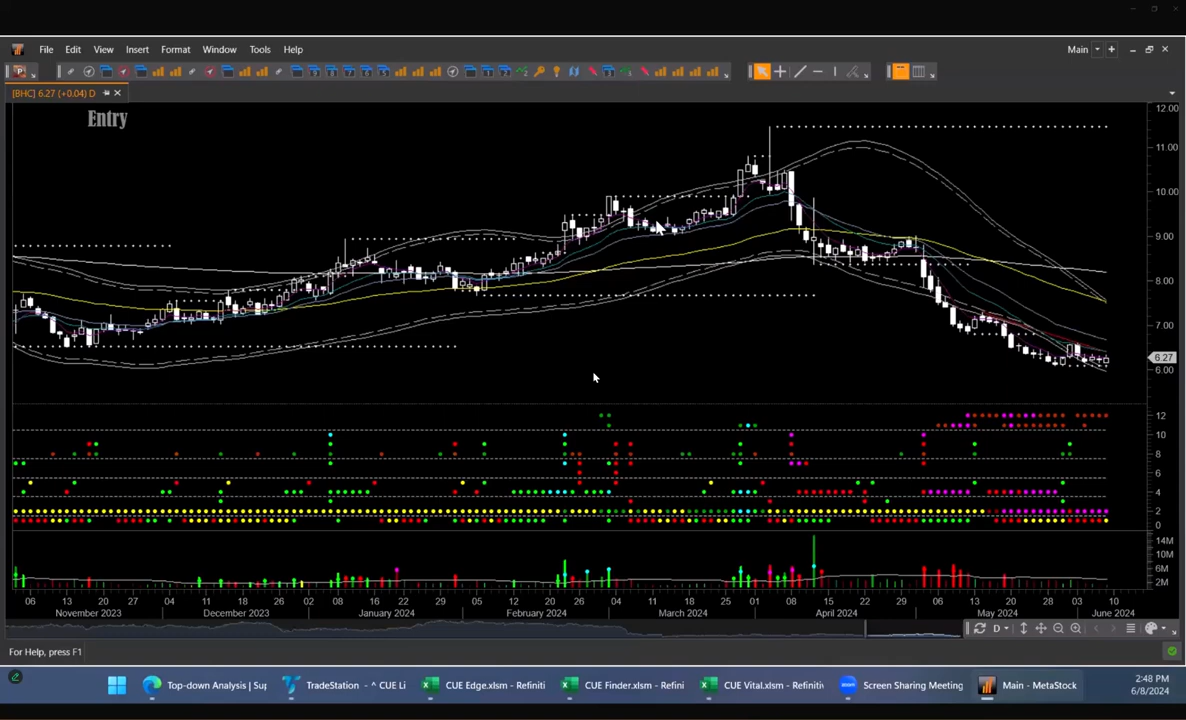 File Edit View Insert Format Window Tools Help Main
[BHC] 6.27 (+0.04) D
Entry
12.00
11.00
10.00
9.00
8.00
7.00
6.27
6.00
12
10
8
6
4
2
0
14M
10M
6M
2M
06 13 20 27 04 11 18 26 02 08 16 22 29 05 12 20 26 04 11 18 25 01 08 15 22 29 06 13 20 28 03 10
November 2023 December 2023 January 2024 February 2024 March 2024 April 2024 May 2024 June 2024
D
For Help, press F1
Top-down Analysis | Sup TradeStation - ^ CUE Li CUE Edge.xlsm - Refiniti CUE Finder.xlsm - Refini CUE Vital.xlsm - Refinitiv Screen Sharing Meeting Main - MetaStock
2:48 PM
6/8/2024